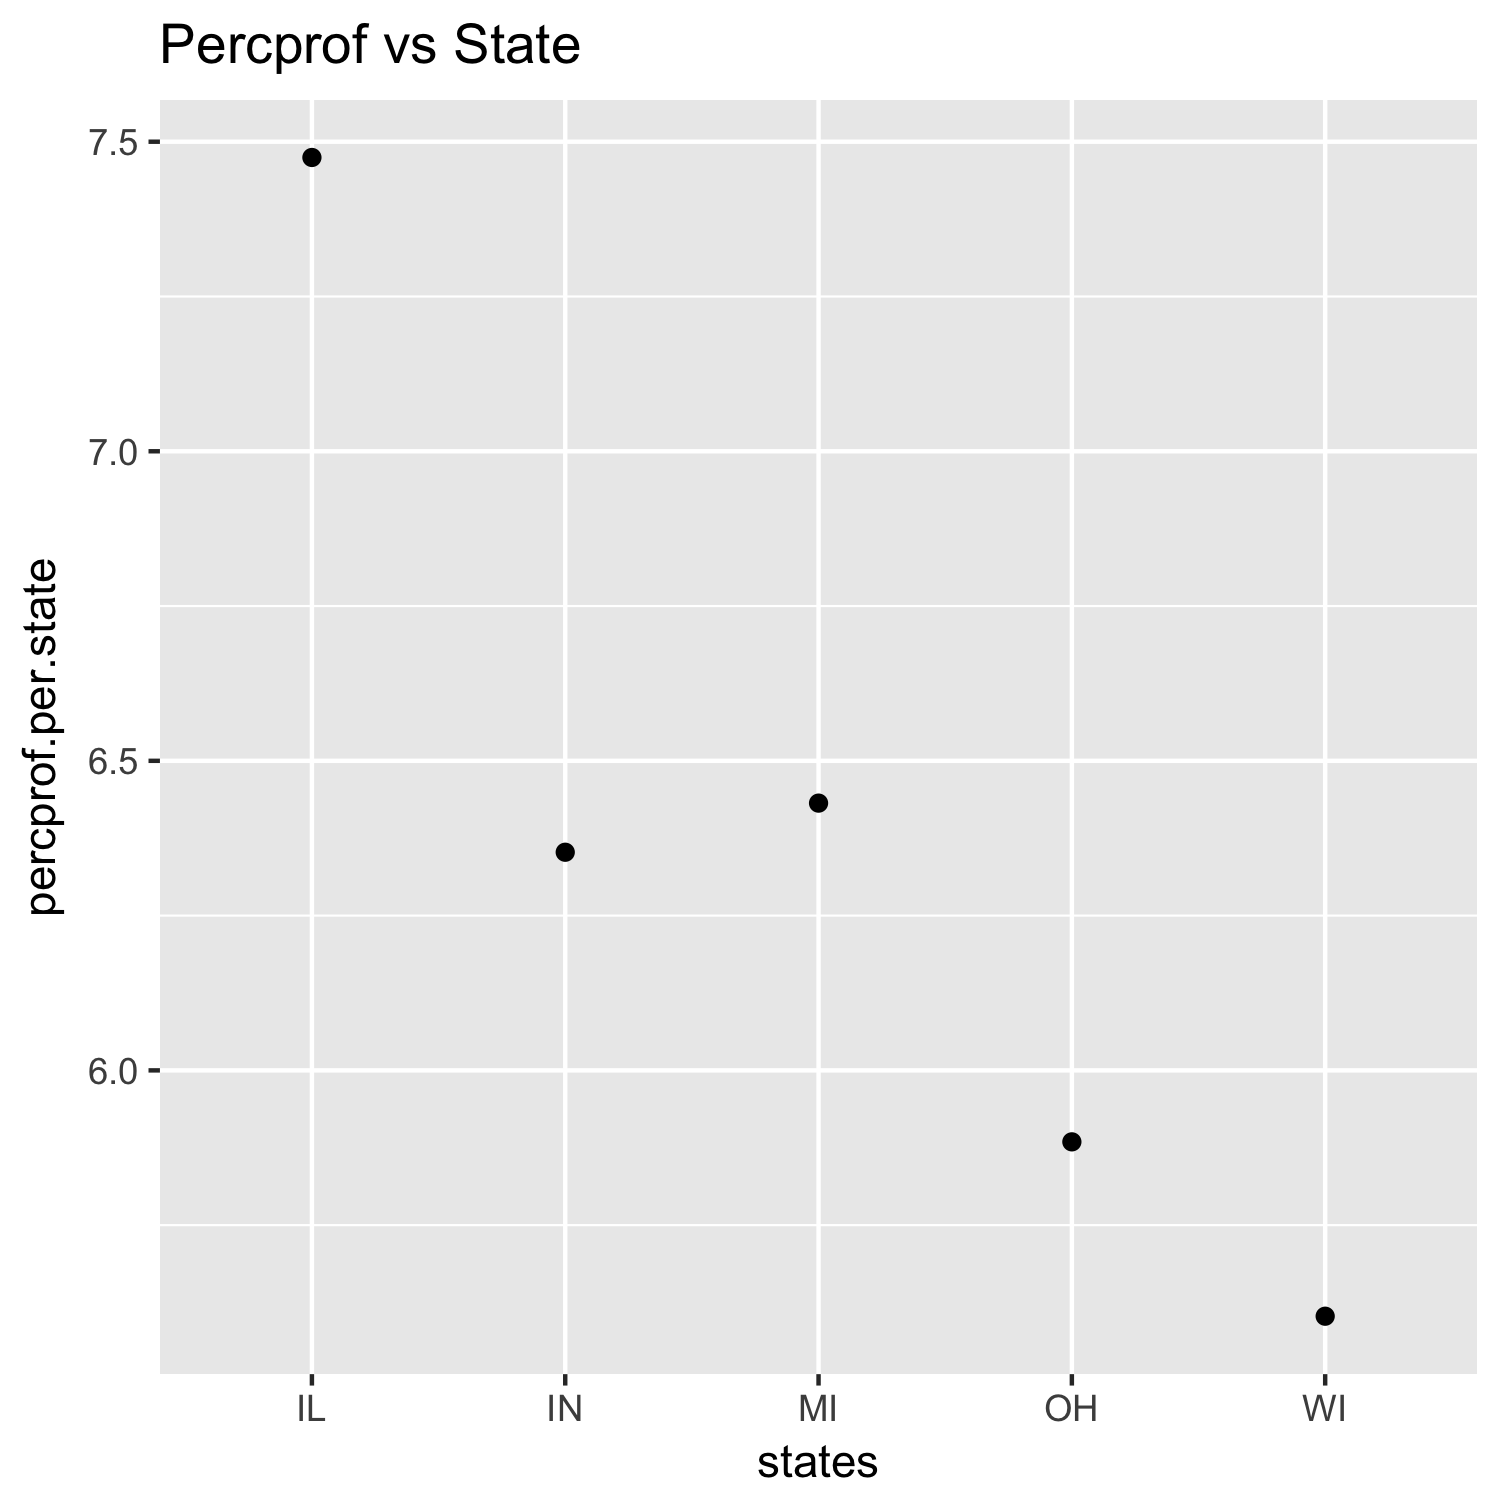 Percprof vs State
7.5
7.0
6.5
6.0
percprof.per.state
IL IN MI OH WI
states